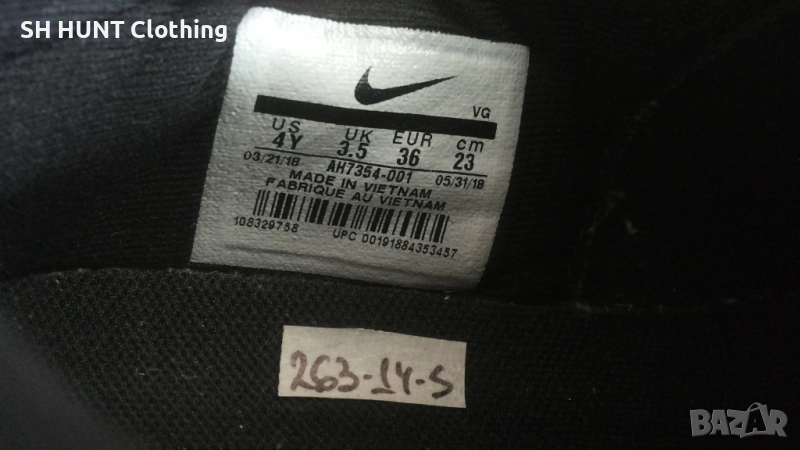 SH HUNT Clothing
VG
US UK EUR cm
4Y 3.5 36 23
03/21/18 AH7354-001 05/31/18
MADE IN VIETNAM
FABRIQUE AU VIETNAM
108329758 UPC 00191884353457
263-14-S
BAZAR